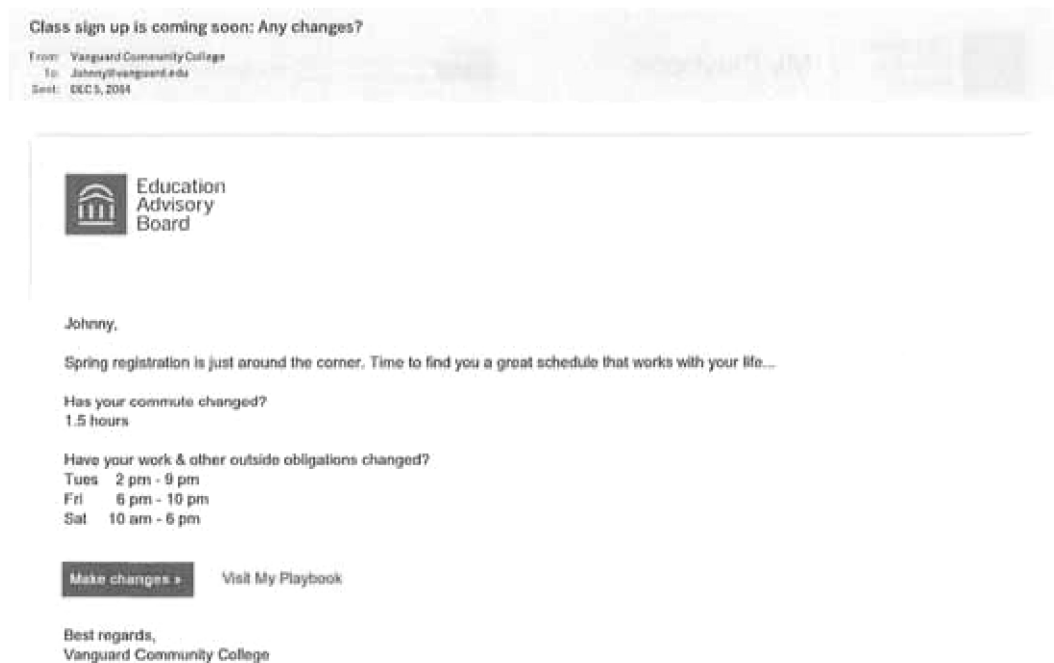 Class sign up is coming soon: Any changes?
From: Vanguard Community College
To: Johnny@vanguard.edu
Sent: DEC 5, 2014
Education
Advisory
Board
Johnny,
Spring registration is just around the corner. Time to find you a great schedule that works with your life...
Has your commute changed?
1.5 hours
Have your work & other outside obligations changed?
Tues 2 pm - 9 pm
Fri 6 pm - 10 pm
Sat 10 am - 6 pm
Make changes » Visit My Playbook
Best regards,
Vanguard Community College